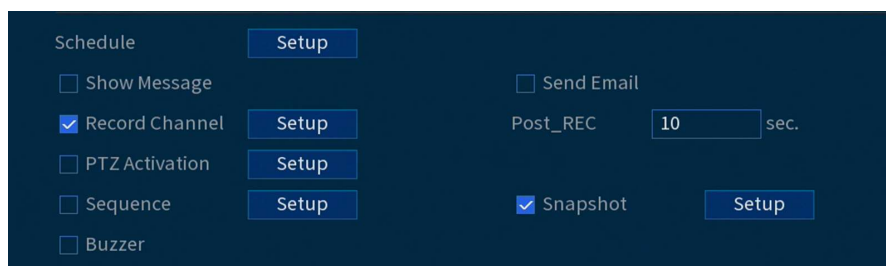 Schedule Setup
Show Message Send Email
Record Channel Setup Post_REC 10 sec.
PTZ Activation Setup
Sequence Setup Snapshot Setup
Buzzer